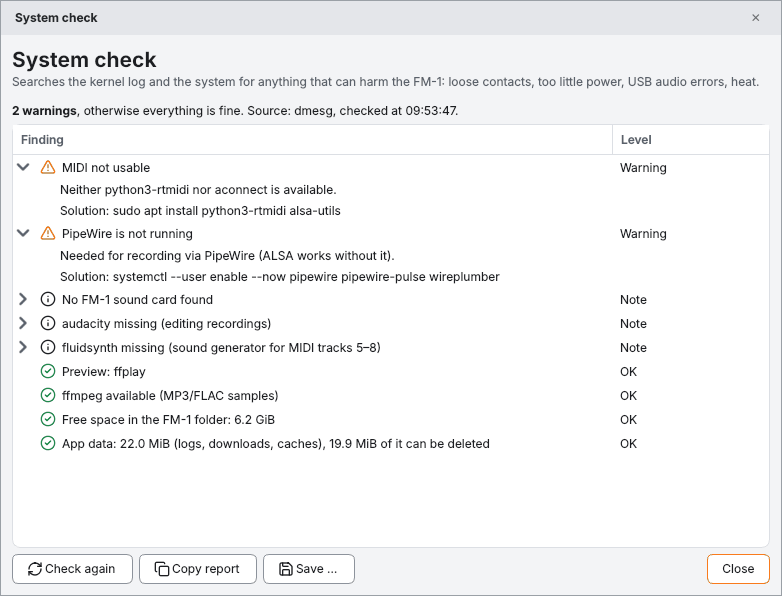 System check
System check
Searches the kernel log and the system for anything that can harm the FM-1: loose contacts, too little power, USB audio errors, heat.
2 warnings, otherwise everything is fine. Source: dmesg, checked at 09:53:47.
Finding Level
MIDI not usable Warning
Neither python3-rtmidi nor aconnect is available.
Solution: sudo apt install python3-rtmidi alsa-utils
PipeWire is not running Warning
Needed for recording via PipeWire (ALSA works without it).
Solution: systemctl --user enable --now pipewire pipewire-pulse wireplumber
No FM-1 sound card found Note
audacity missing (editing recordings) Note
fluidsynth missing (sound generator for MIDI tracks 5–8) Note
Preview: ffplay OK
ffmpeg available (MP3/FLAC samples) OK
Free space in the FM-1 folder: 6.2 GiB OK
App data: 22.0 MiB (logs, downloads, caches), 19.9 MiB of it can be deleted OK
Check again Copy report Save ... Close